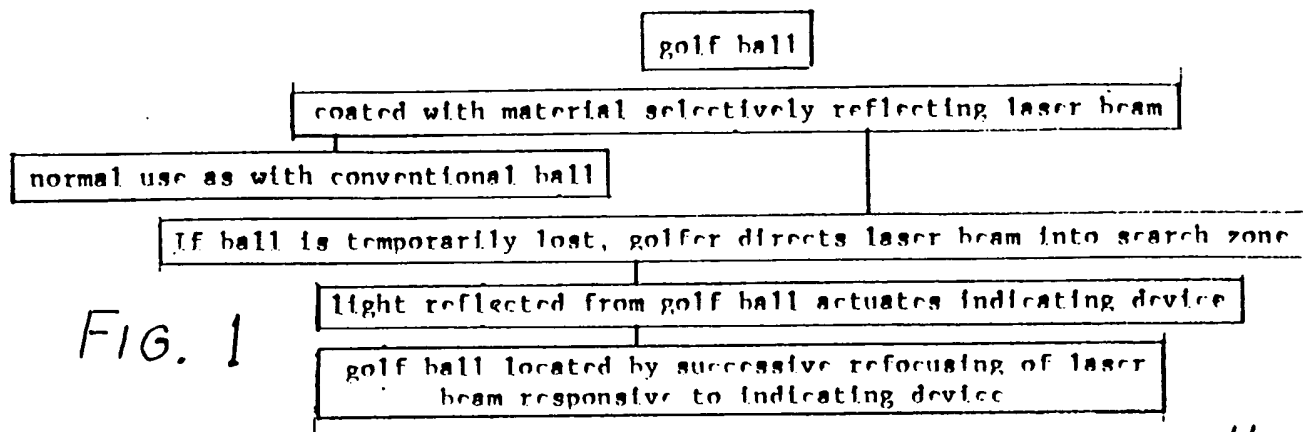 golf ball
coated with material selectively reflecting laser beam
normal use as with conventional ball
If ball is temporarily lost, golfer directs laser beam into search zone
light reflected from golf ball actuates indicating device
FIG. 1
golf ball located by successive refocusing of laser
beam responsive to indicating device